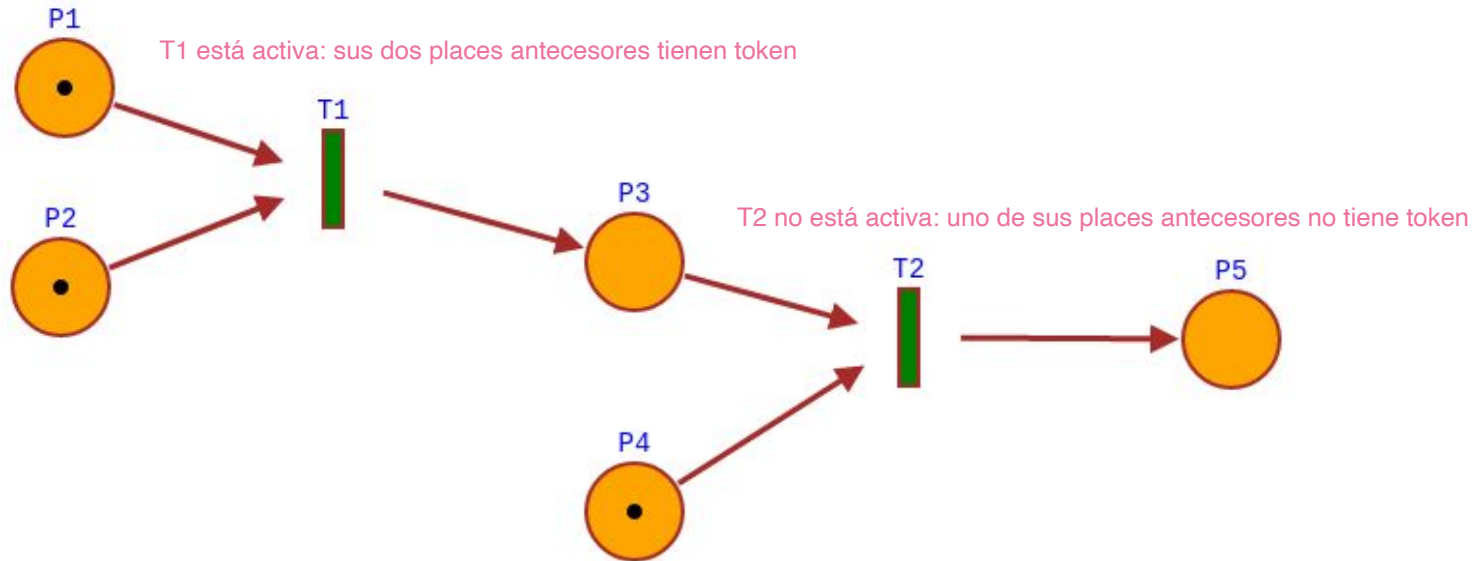 P1
T1 está activa: sus dos places antecesores tienen token
T1
P2
P3
T2 no está activa: uno de sus places antecesores no tiene token
T2
P5
P4